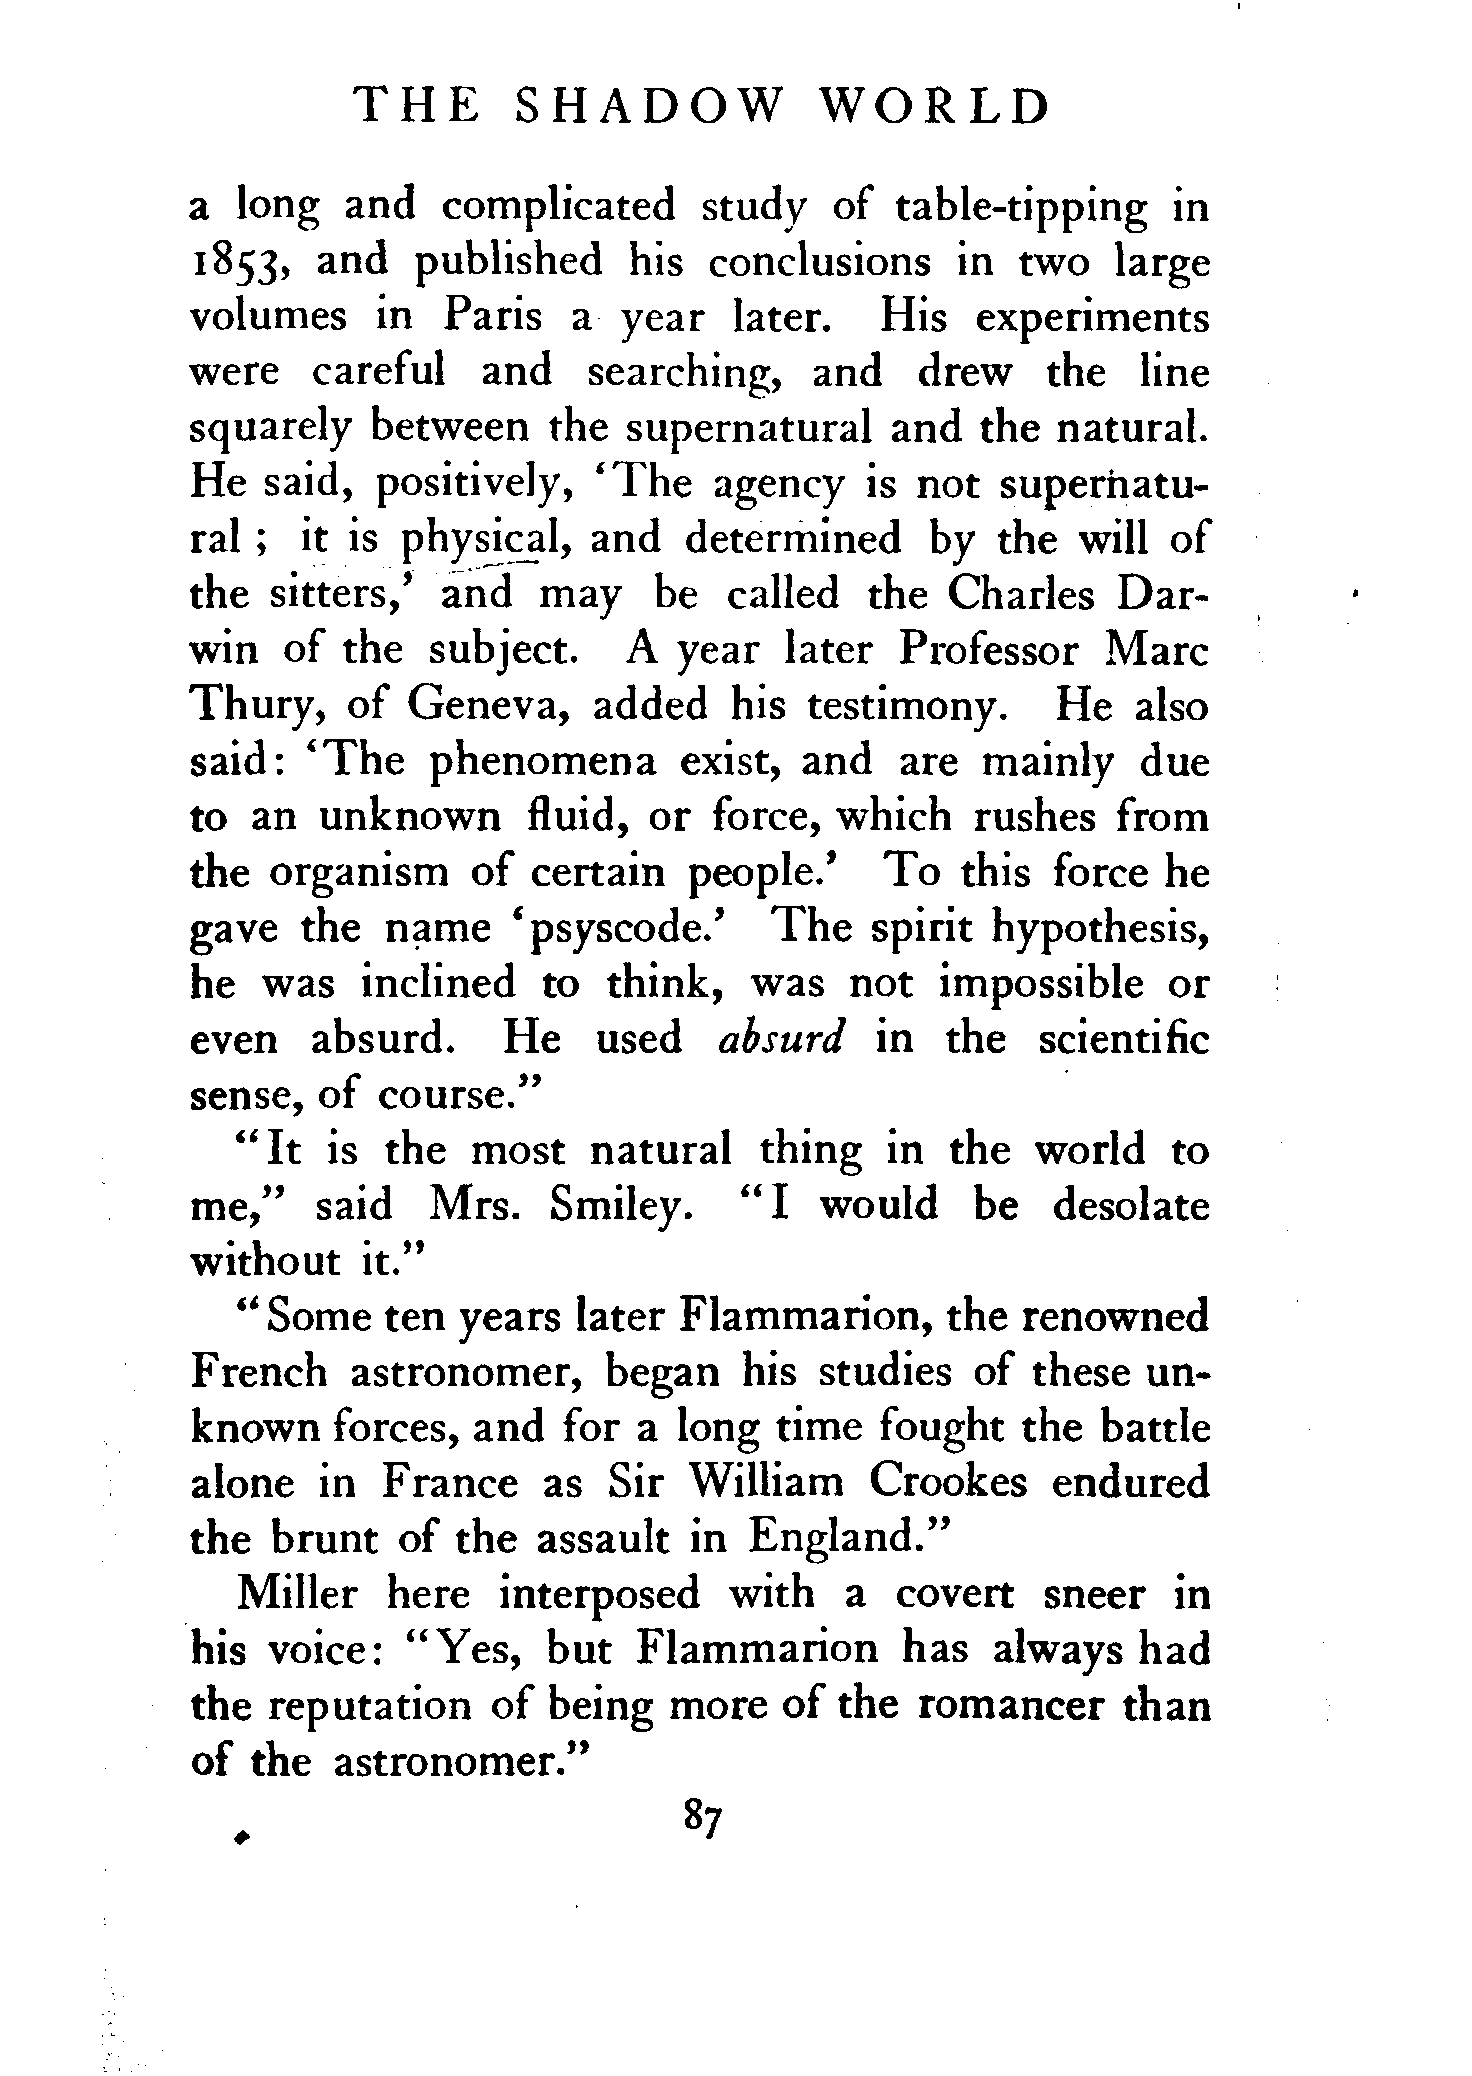 THE SHADOW WORLD
a long and complicated study of table-tipping in
1853, and published his conclusions in two large
volumes in Paris a year later. His experiments
were careful and searching, and drew the line
squarely between the supernatural and the natural.
He said, positively, ‘The agency is not supernatu-
ral ; it is physical, and determined by the will of
the sitters,’ and may be called the Charles Dar-
win of the subject. A year later Professor Marc
Thury, of Geneva, added his testimony. He also
said: ‘The phenomena exist, and are mainly due
to an unknown fluid, or force, which rushes from
the organism of certain people.’ To this force he
gave the name ‘psyscode.’ The spirit hypothesis,
he was inclined to think, was not impossible or
even absurd. He used absurd in the scientific
sense, of course.”
“It is the most natural thing in the world to
me,” said Mrs. Smiley. “I would be desolate
without it.”
“Some ten years later Flammarion, the renowned
French astronomer, began his studies of these un-
known forces, and for a long time fought the battle
alone in France as Sir William Crookes endured
the brunt of the assault in England.”
Miller here interposed with a covert sneer in
his voice: “Yes, but Flammarion has always had
the reputation of being more of the romancer than
of the astronomer.”
87